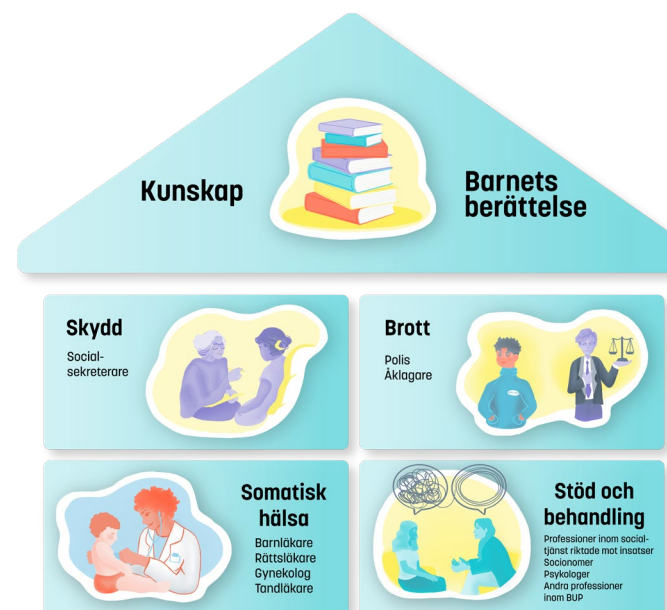 Kunskap
Barnets
berättelse
Skydd
Social-
sekreterare
Brott
Polis
Åklagare
Somatisk
hälsa
Barnläkare
Rättsläkare
Gynekolog
Tandläkare
Stöd och
behandling
Professioner inom social-
tjänst riktade mot insatser
Socionomer
Psykologer
Andra professioner
inom BUP